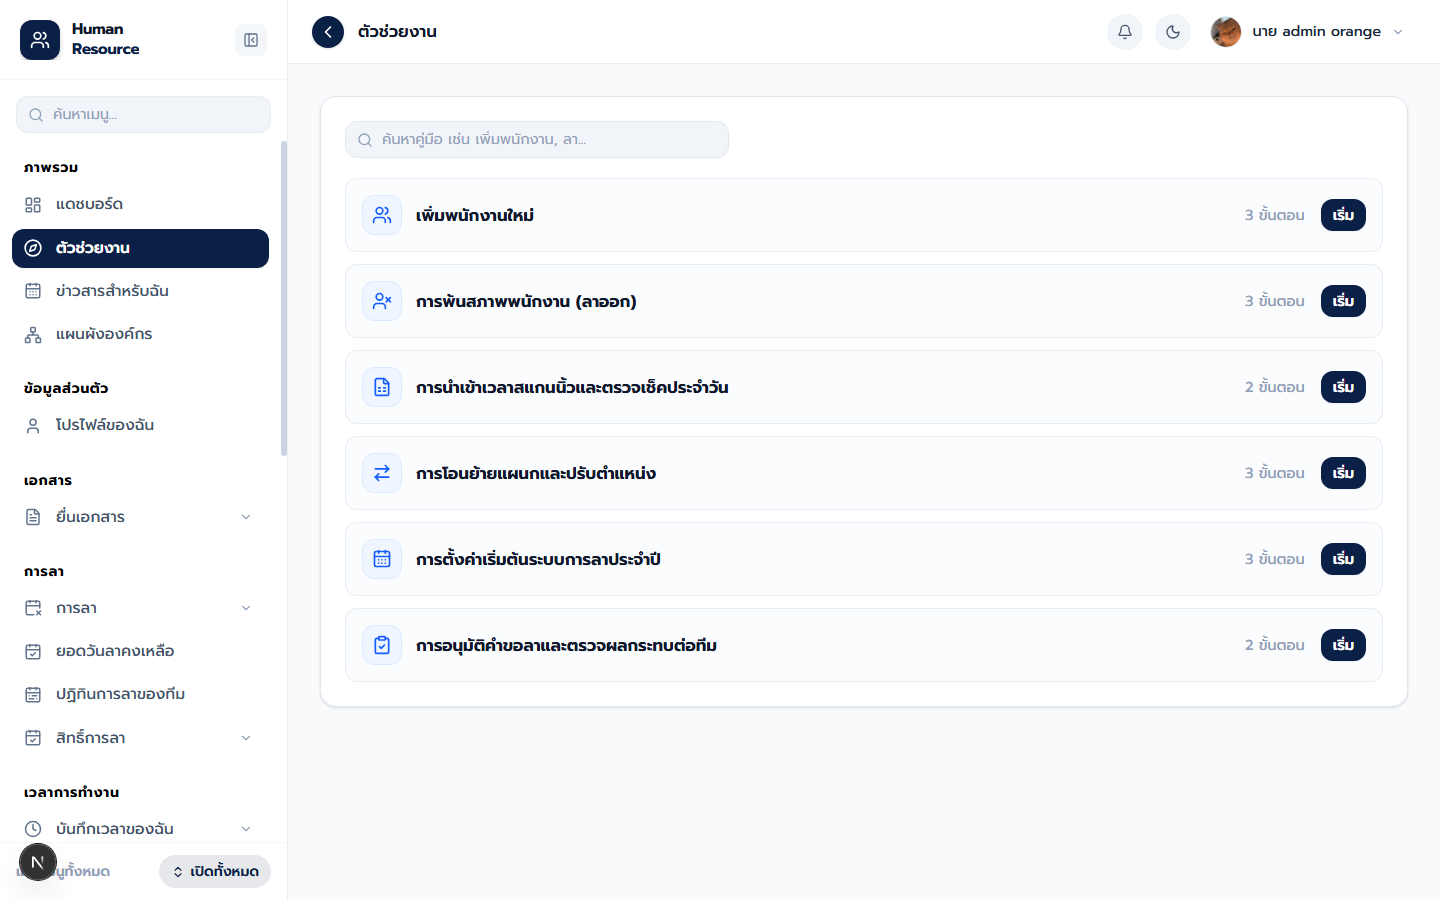 Human
Resource
ค้นหาเมนู...
ภาพรวม
แดชบอร์ด
ตัวช่วยงาน
ข่าวสารสำหรับฉัน
แผนผังองค์กร
ข้อมูลส่วนตัว
โปรไฟล์ของฉัน
เอกสาร
ยื่นเอกสาร
การลา
การลา
ยอดวันลาคงเหลือ
ปฏิทินการลาของทีม
สิทธิ์การลา
เวลาการทำงาน
บันทึกเวลาของฉัน
N
เปิดทั้งหมด
ตัวช่วยงาน
นาย admin orange
ค้นหาคู่มือ เช่น เพิ่มพนักงาน, ลา...
เพิ่มพนักงานใหม่ 3 ขั้นตอน เริ่ม
การพ้นสภาพพนักงาน (ลาออก) 3 ขั้นตอน เริ่ม
การนำเข้าเวลาสแกนนิ้วและตรวจเช็คประจำวัน 2 ขั้นตอน เริ่ม
การโอนย้ายแผนกและปรับตำแหน่ง 3 ขั้นตอน เริ่ม
การตั้งค่าเริ่มต้นระบบการลาประจำปี 3 ขั้นตอน เริ่ม
การอนุมัติคำขอลาและตรวจผลกระทบต่อทีม 2 ขั้นตอน เริ่ม